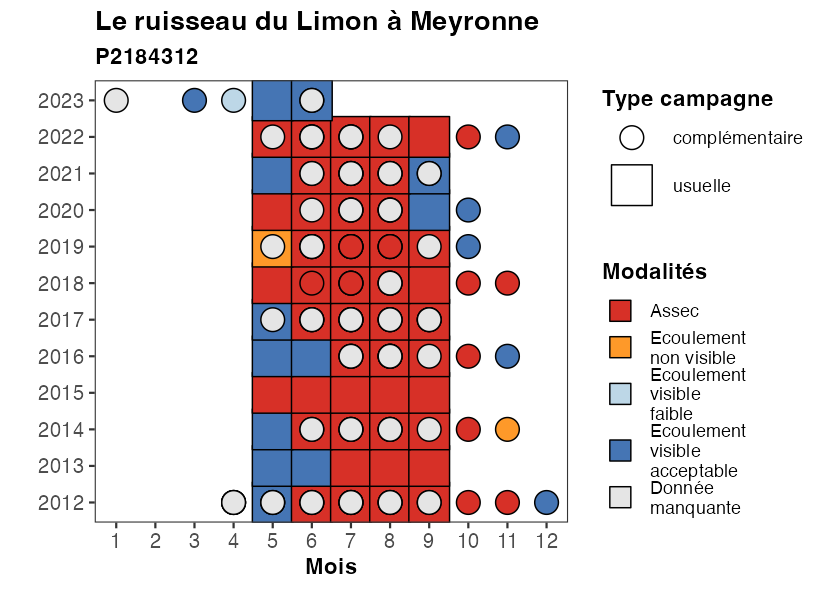 Le ruisseau du Limon à Meyronne
P2184312
2023
2022
2021
2020
2019
2018
2017
2016
2015
2014
2013
2012
1 2 3 4 5 6 7 8 9 10 11 12
Mois
Type campagne
complémentaire
usuelle
Modalités
Assec
Ecoulement
non visible
Ecoulement
visible
faible
Ecoulement
visible
acceptable
Donnée
manquante